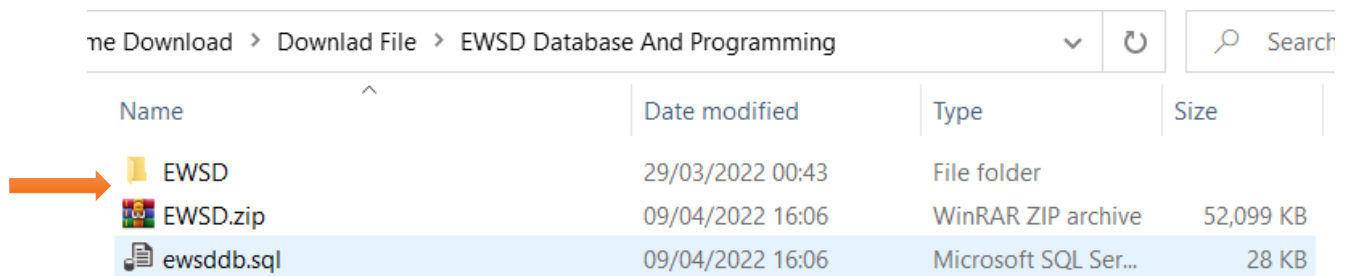 me Download > Downlad File > EWSD Database And Programming Search
Name Date modified Type Size
EWSD 29/03/2022 00:43 File folder
EWSD.zip 09/04/2022 16:06 WinRAR ZIP archive 52,099 KB
ewsddb.sql 09/04/2022 16:06 Microsoft SQL Ser... 28 KB